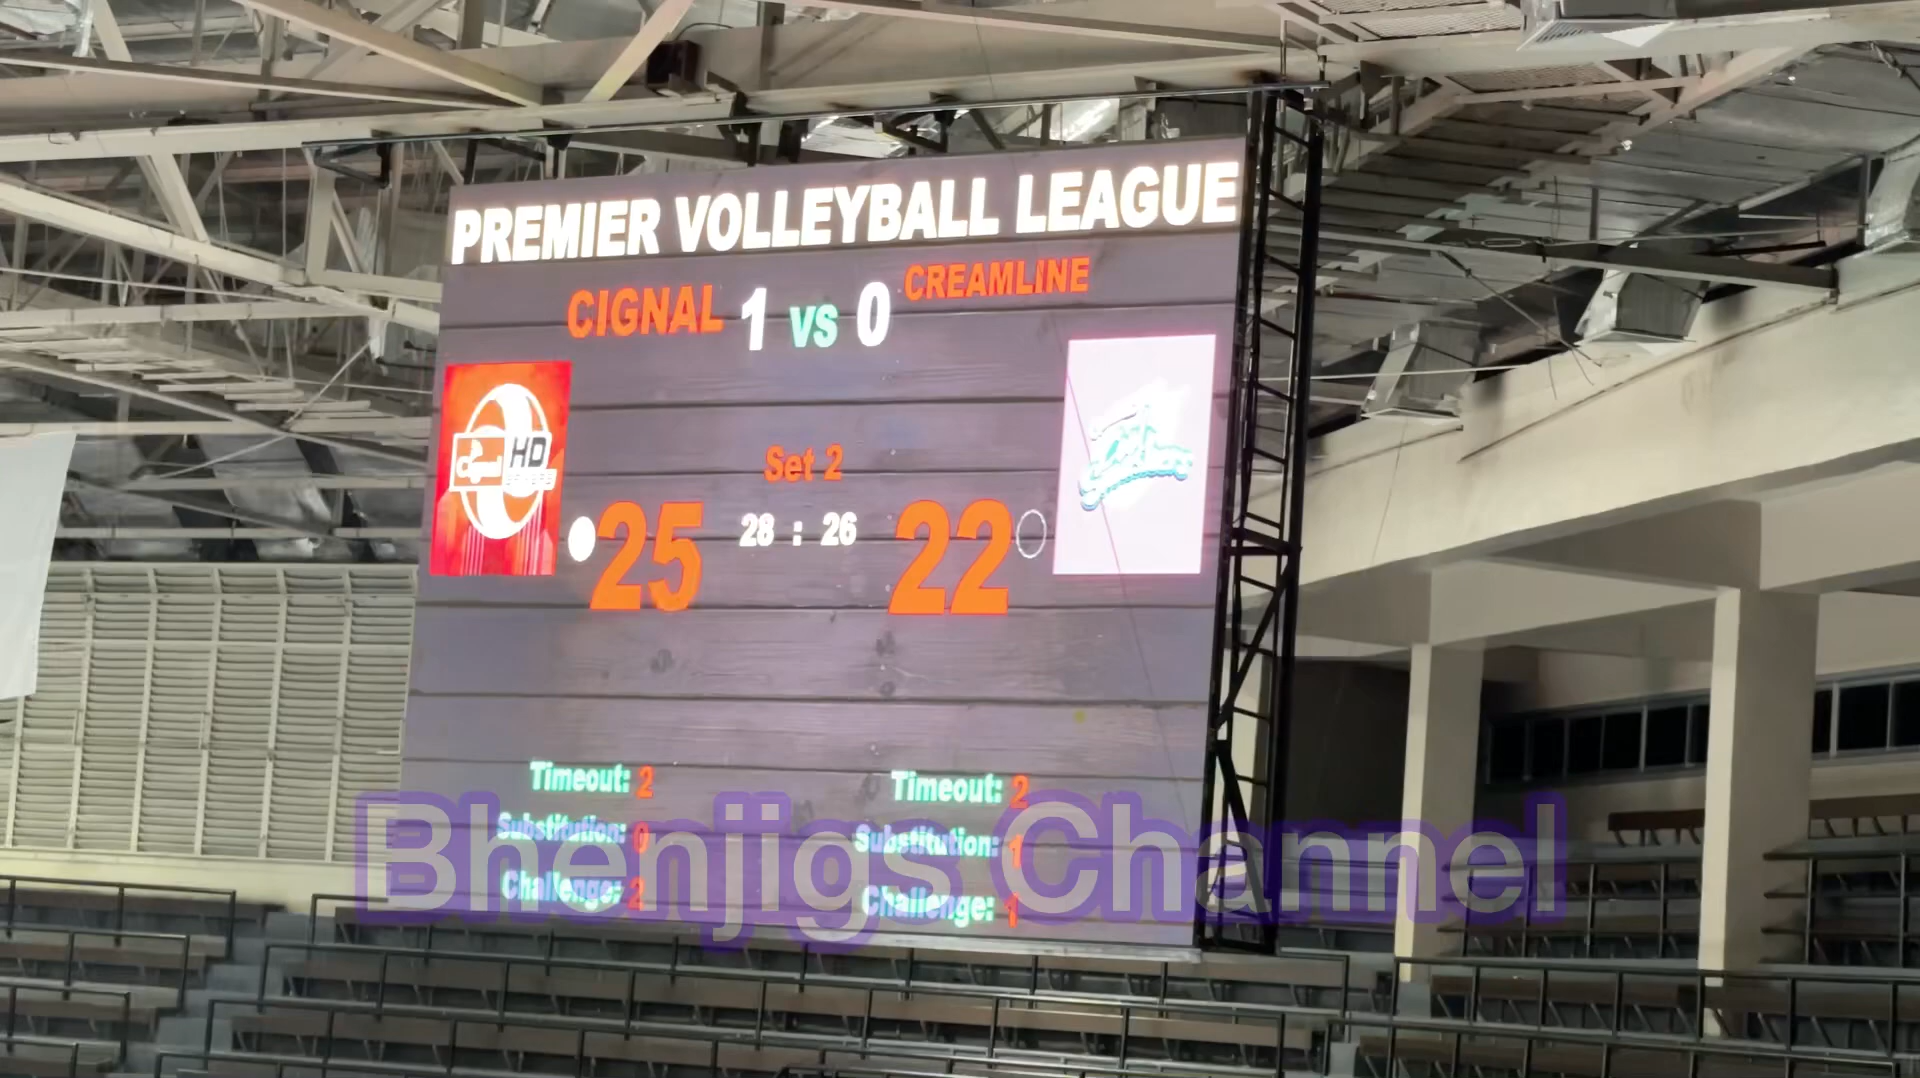 PREMIER VOLLEYBALL LEAGUE
CIGNAL 1 VS 0 CREAMLINE
Cignal HD
Set 2
25 28 : 26 22
Timeout: 2 Timeout: 2
Substitution: 0 Substitution: 1
Challenge: 2 Challenge: 1
Bhenjigs Channel